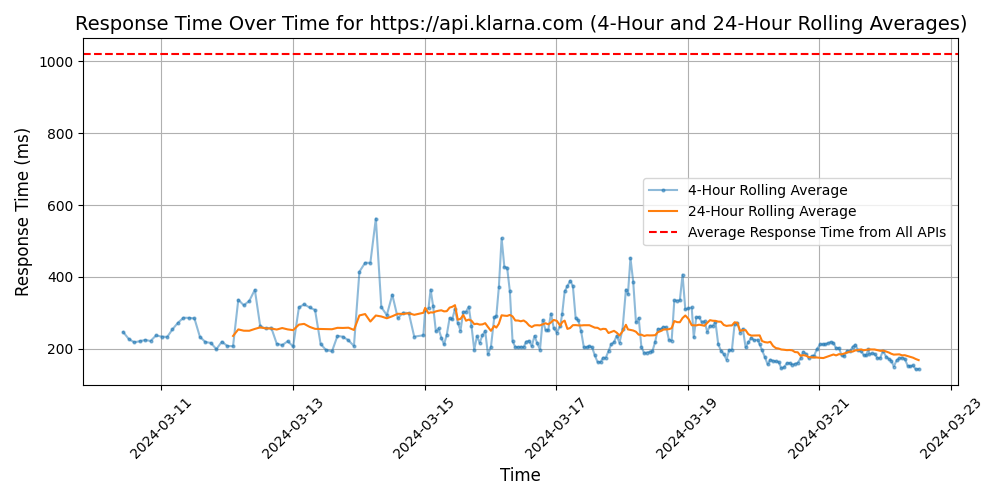 Response Time Over Time for https://api.klarna.com (4-Hour and 24-Hour Rolling Averages)
Response Time (ms)
1000
800
600
400
200
4-Hour Rolling Average
24-Hour Rolling Average
Average Response Time from All APIs
2024-03-11
2024-03-13
2024-03-15
2024-03-17
2024-03-19
2024-03-21
2024-03-23
Time